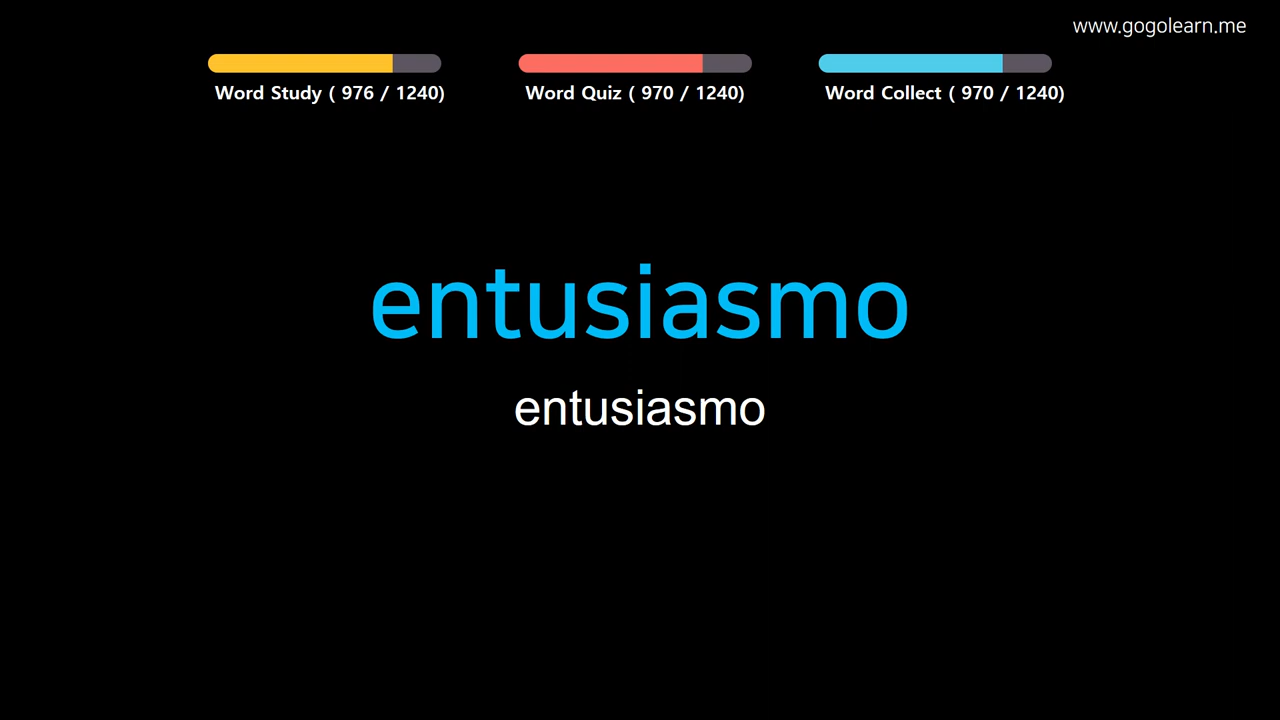 www.gogolearn.me
Word Study ( 976 / 1240)
Word Quiz ( 970 / 1240)
Word Collect ( 970 / 1240)
entusiasmo
entusiasmo